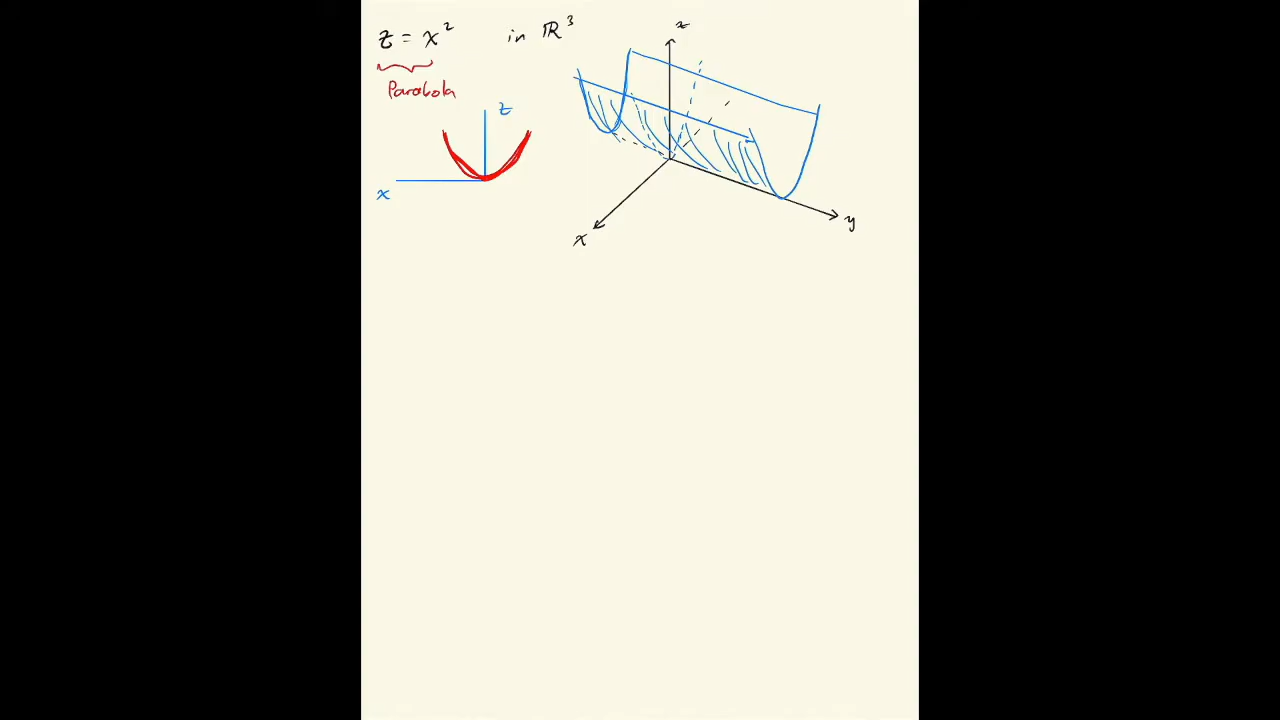 z = x² in ℝ³
Parabola
z
x
z
x
y